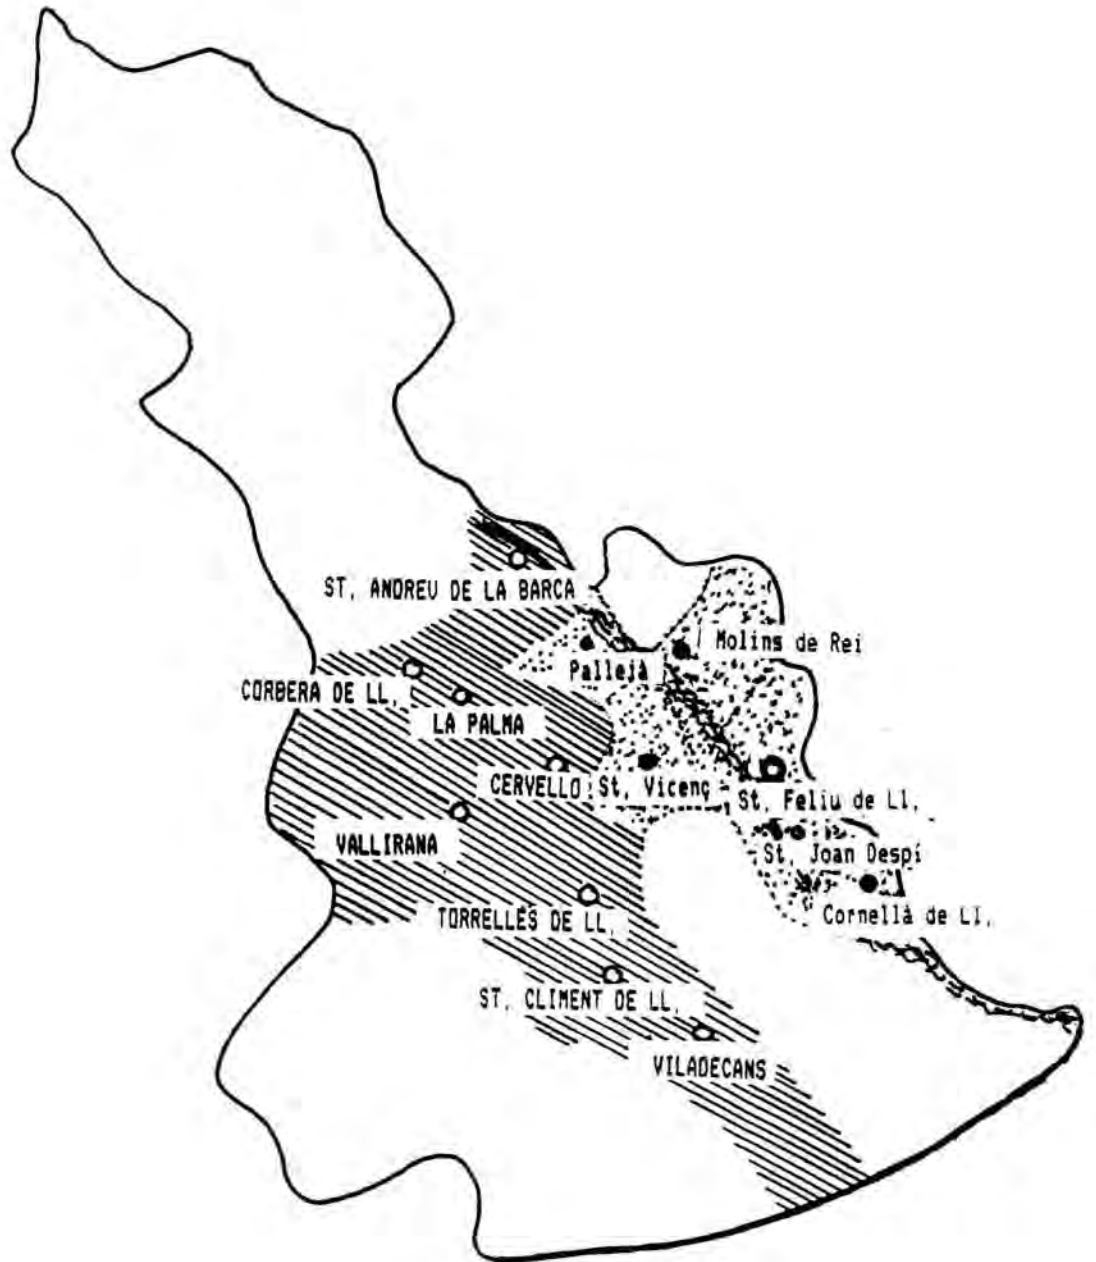 ST. ANDREU DE LA BARCA
Molins de Rei
Pallejà
CORBERA DE LL.
LA PALMA
CERVELLO
St. Vicenç
St. Feliu de Ll.
VALLIRANA
St. Joan Despí
Cornellà de Ll.
TORRELLES DE LL.
ST. CLIMENT DE LL.
VILADECANS